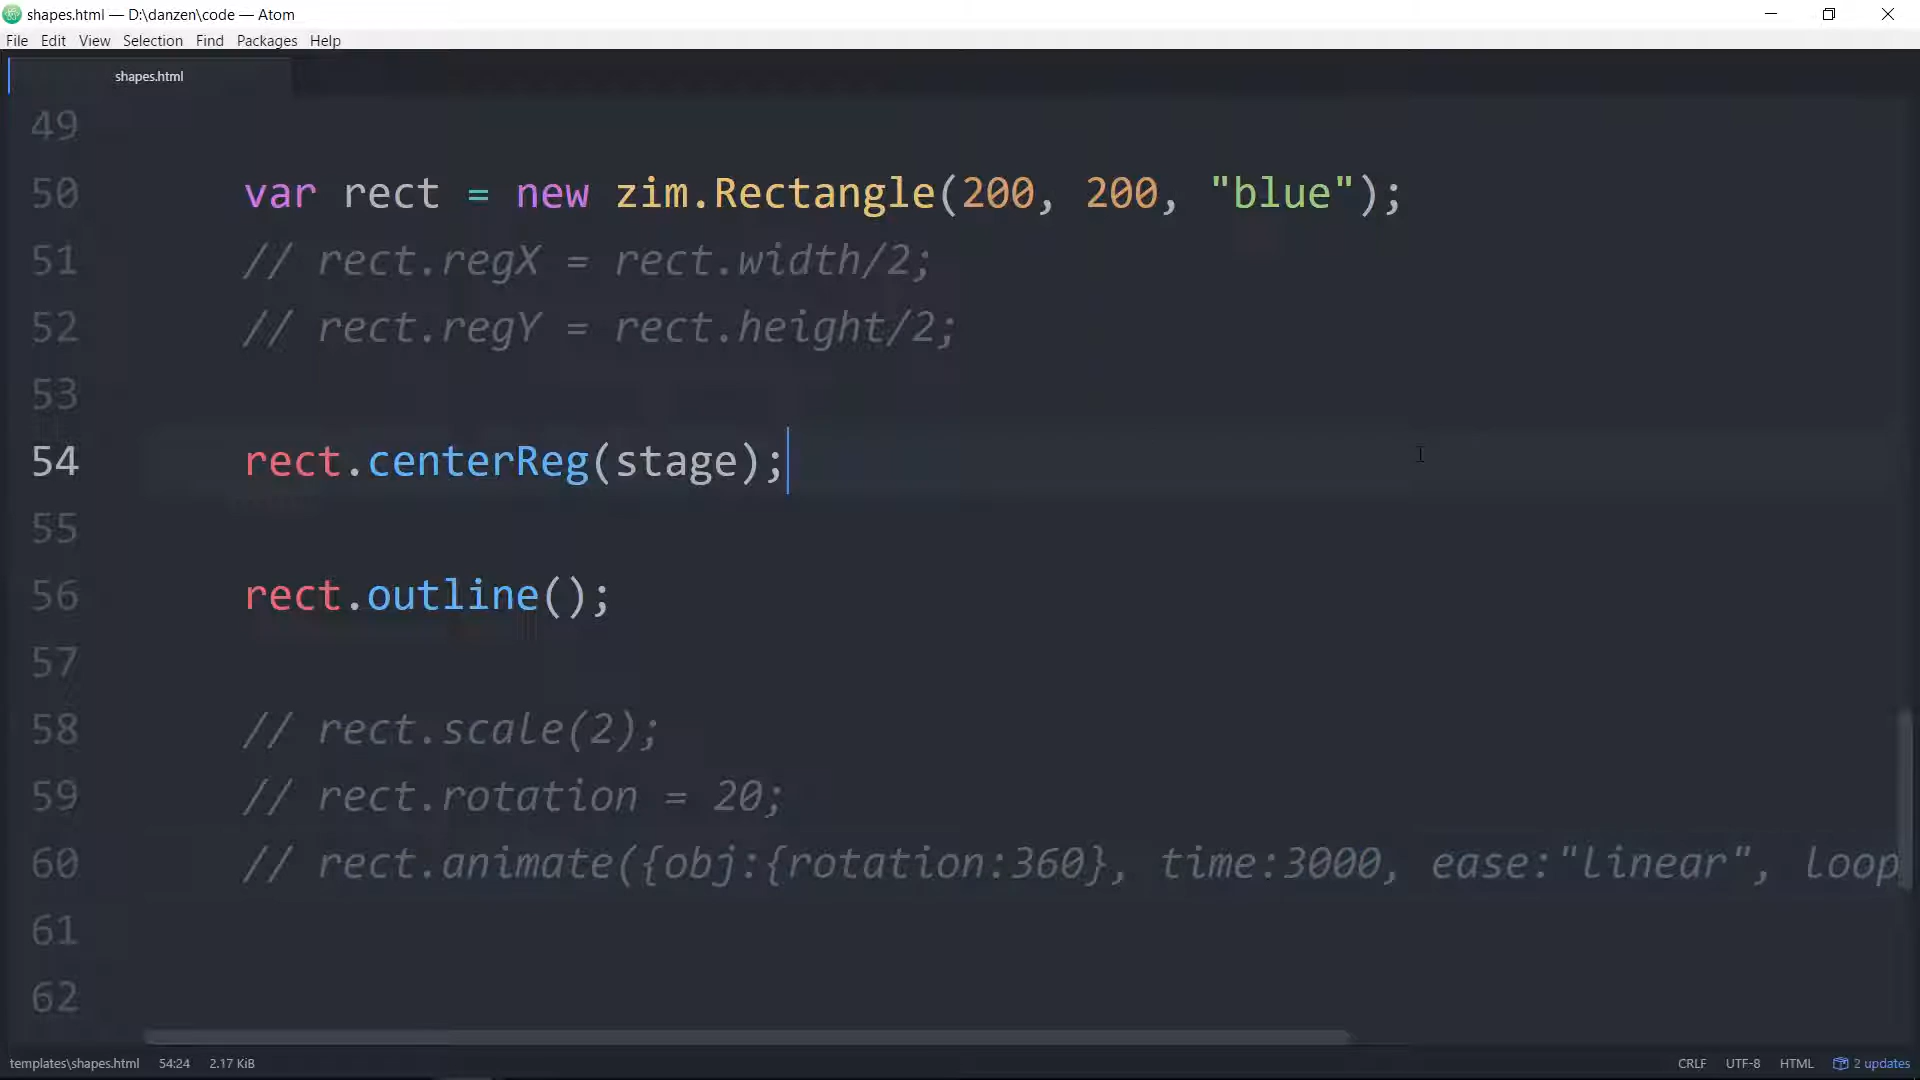 shapes.html — D:\danzen\code — Atom
File Edit View Selection Find Packages Help
shapes.html
49
50 var rect = new zim.Rectangle(200, 200, "blue");
51 // rect.regX = rect.width/2;
52 // rect.regY = rect.height/2;
53
54 rect.centerReg(stage);
55
56 rect.outline();
57
58 // rect.scale(2);
59 // rect.rotation = 20;
60 // rect.animate({obj:{rotation:360}, time:3000, ease:"linear", loop
61
62
templates\shapes.html 54:24 2.17 KiB CRLF UTF-8 HTML 2 updates